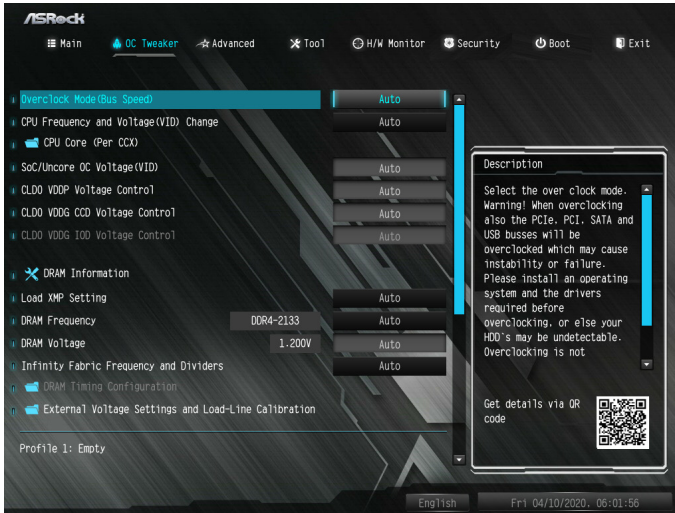 ASRock
Main OC Tweaker Advanced Tool H/W Monitor Security Boot Exit
Overclock Mode(Bus Speed) Auto
CPU Frequency and Voltage(VID) Change Auto
CPU Core (Per CCX)
SoC/Uncore OC Voltage(VID) Auto
CLDO VDDP Voltage Control Auto
CLDO VDDG CCD Voltage Control Auto
CLDO VDDG IOD Voltage Control Auto
DRAM Information
Load XMP Setting Auto
DRAM Frequency DDR4-2133 Auto
DRAM Voltage 1.200V Auto
Infinity Fabric Frequency and Dividers Auto
DRAM Timing Configuration
External Voltage Settings and Load-Line Calibration
Profile 1: Empty
Description
Select the over clock mode.
Warning! When overclocking
also the PCIe. PCI. SATA and
USB busses will be
overclocked which may cause
instability or failure.
Please install an operating
system and the drivers
required before
overclocking. or else your
HDD`s may be undetectable.
Overclocking is not
Get details via QR
code
English Fri 04/10/2020. 06:01:56